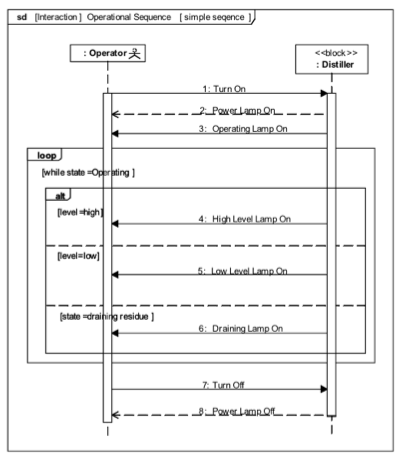 sd [Interaction] Operational Sequence [ simple seqence ]
: Operator
<<block>>
: Distiller
1: Turn On
2: Power Lamp On
3: Operating Lamp On
loop
[while state =Operating ]
alt
[level=high]
4: High Level Lamp On
[level=low]
5: Low Level Lamp On
[state =draining residue ]
6: Draining Lamp On
7: Turn Off
8: Power Lamp Off